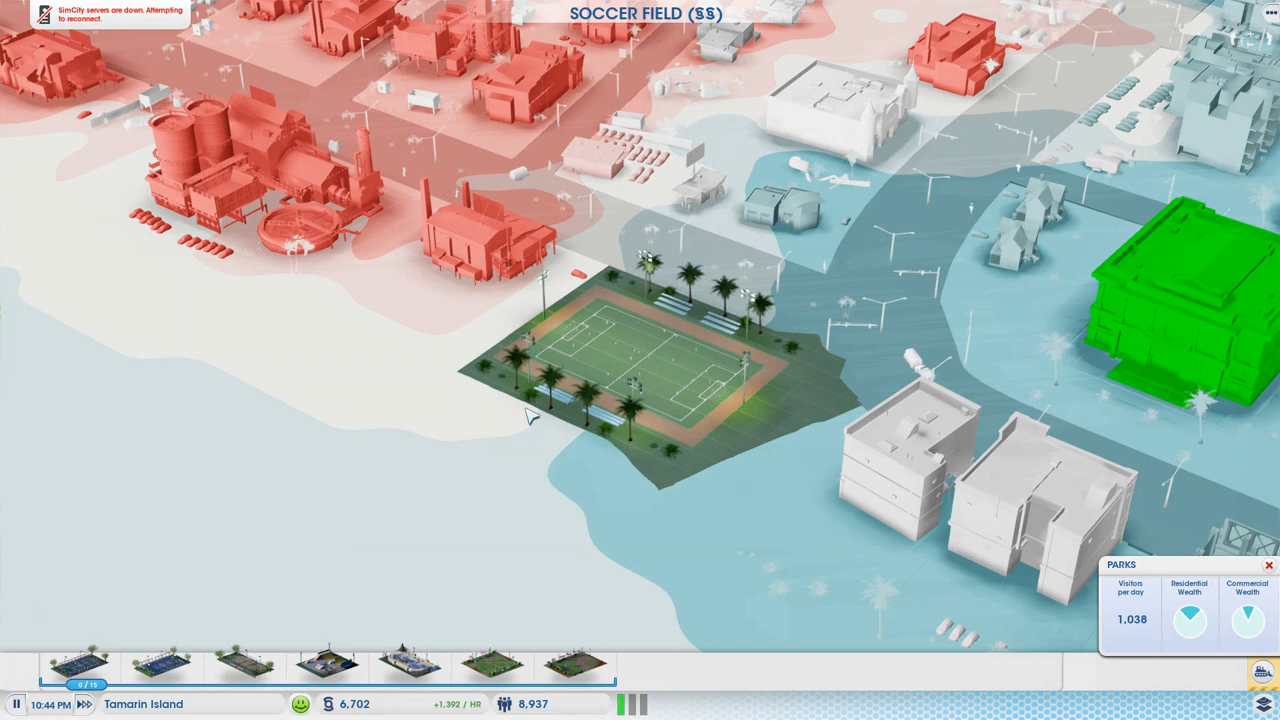 SimCity servers are down. Attempting
to reconnect.
SOCCER FIELD (§§)
PARKS
Visitors
per day
Residential
Wealth
Commercial
Wealth
1,038
0 / 15
10:44 PM
Tamarin Island
§ 6,702
+1,392 / HR
8,937